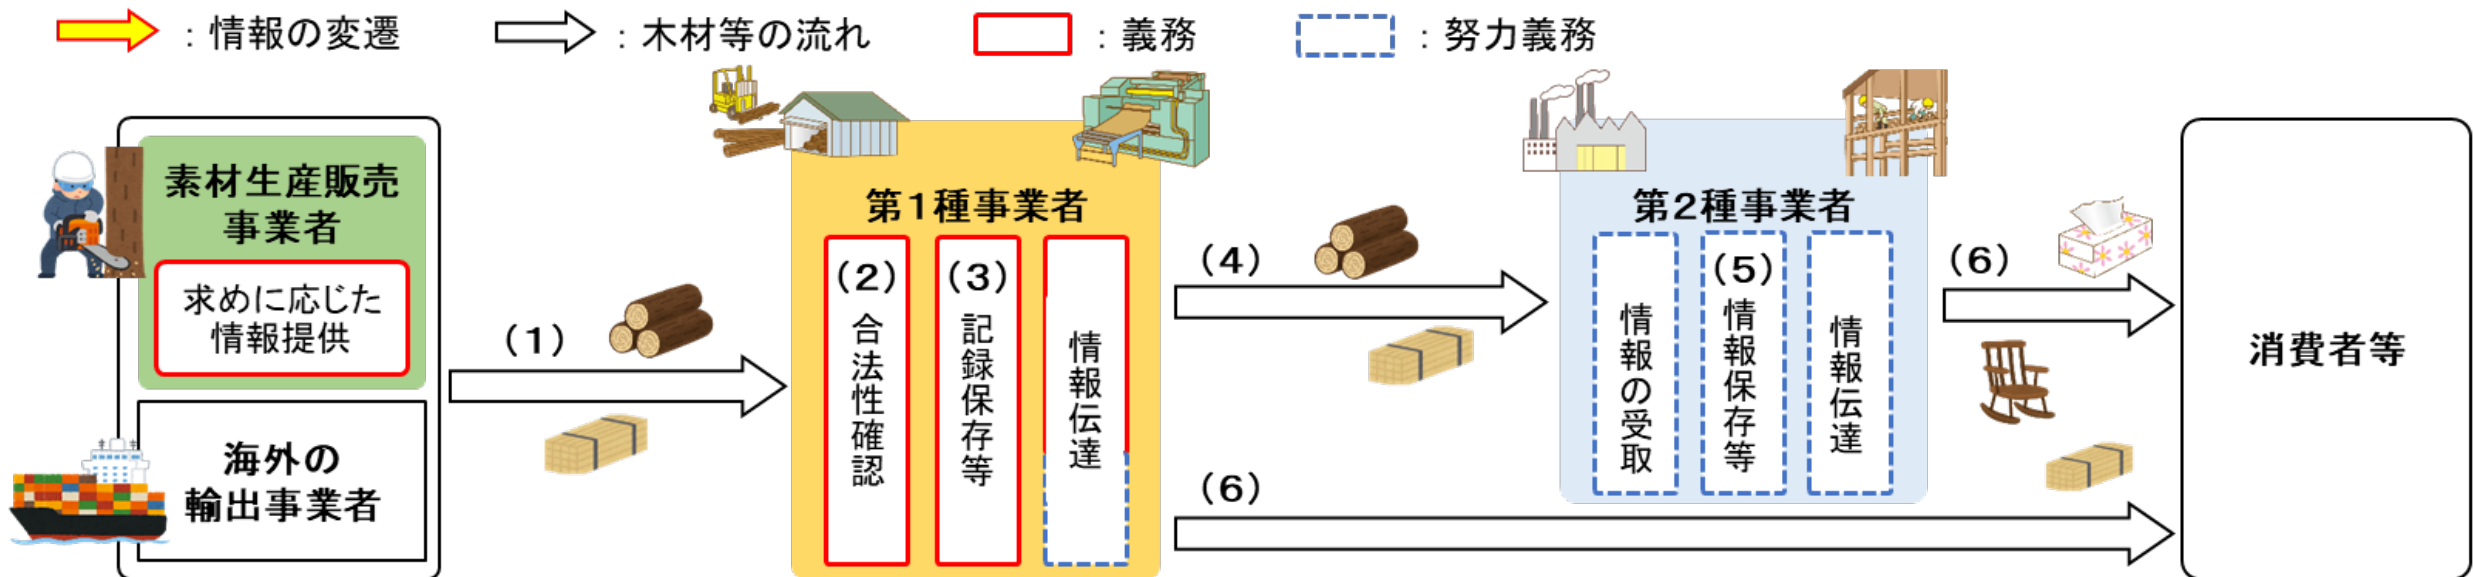 ：情報の変遷
：木材等の流れ
：義務
：努力義務
素材生産販売
事業者
求めに応じた
情報提供
海外の
輸出事業者
（1）
第1種事業者
（2）
合法性確認
（3）
記録保存等
情報伝達
（4）
（6）
第2種事業者
情報の受取
（5）
情報保存等
情報伝達
（6）
消費者等